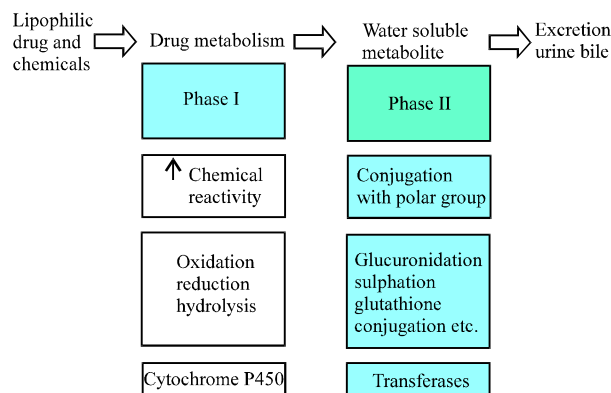 Lipophilic
drug and
chemicals
Drug metabolism
Water soluble
metabolite
Excretion
urine bile
Phase I
Phase II
↑ Chemical
reactivity
Conjugation
with polar group
Oxidation
reduction
hydrolysis
Glucuronidation
sulphation
glutathione
conjugation etc.
Cytochrome P450
Transferases